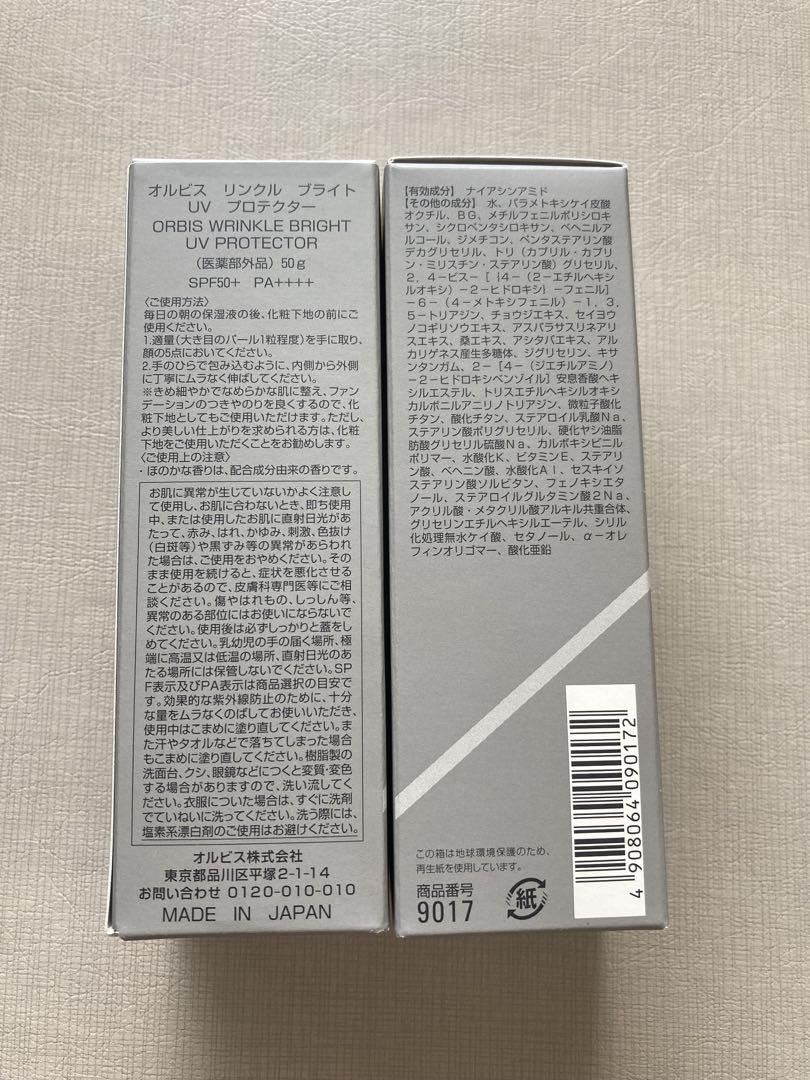 オルビス リンクル ブライト
UV プロテクター
ORBIS WRINKLE BRIGHT
UV PROTECTOR
（医薬部外品）50g
SPF50+ PA++++
〈ご使用方法〉
毎日の朝の保湿液の後、化粧下地の前にご
使用ください。
1.適量（大き目のパール1粒程度）を手に取り、
顔の5点においてください。
2.手のひらで包み込むように、内側から外側
に丁寧にムラなく伸ばしてください。
※きめ細やかでなめらかな肌に整え、ファン
デーションのつきやのりを良くするので、化
粧下地としてもご使用いただけます。ただし、
より美しい仕上がりを求められる方は、化粧
下地をご使用いただくことをお勧めします。
〈ご使用上の注意〉
・ほのかな香りは、配合成分由来の香りです。
お肌に異常が生じていないかよく注意し
て使用し、お肌に合わないとき、即ち使用
中、または使用したお肌に直射日光があ
たって、赤み、はれ、かゆみ、刺激、色抜け
（白斑等）や黒ずみ等の異常があらわれ
た場合は、ご使用をおやめください。その
まま使用を続けると、症状を悪化させる
ことがあるので、皮膚科専門医等にご相
談ください。傷やはれもの、しっしん等、
異常のある部位にはお使いにならないで
ください。使用後は必ずしっかりと蓋をし
めてください。乳幼児の手の届く場所、極
端に高温又は低温の場所、直射日光のあ
たる場所には保管しないでください。SP
F表示及びPA表示は商品選択の目安で
す。効果的な紫外線防止のために、十分
な量をムラなくのばしてお使いいただき、
使用中はこまめに塗り直してください。ま
た汗やタオルなどで落ちてしまった場合
もこまめに塗り直してください。樹脂製の
洗面台、クシ、眼鏡などにつくと変質・変色
する場合がありますので、洗い流してく
ださい。衣服についた場合は、すぐに洗剤
でていねいに洗ってください。洗う際には、
塩素系漂白剤のご使用はお避けください。
オルビス株式会社
東京都品川区平塚2-1-14
お問い合わせ 0120-010-010
MADE IN JAPAN
【有効成分】 ナイアシンアミド
【その他の成分】 水、パラメトキシケイ皮酸
オクチル、BG、メチルフェニルポリシロキ
サン、シクロペンタシロキサン、ベヘニルア
ルコール、ジメチコン、ペンタステアリン酸
デカグリセリル、トリ（カプリル・カプリ
ン・ミリスチン・ステアリン酸）グリセリル、
2，4－ビス－［｛4－（2－エチルヘキシ
ルオキシ）－2－ヒドロキシ｝－フェニル］
－6－（4－メトキシフェニル）－1，3，
5－トリアジン、チョウジエキス、セイヨウ
ノコギリソウエキス、アスパラサスリネアリ
スエキス、桑エキス、アシタバエキス、アル
カリゲネス産生多糖体、ジグリセリン、キサ
ンタンガム、2－［4－（ジエチルアミノ）
－2－ヒドロキシベンゾイル］安息香酸ヘキ
シルエステル、トリスエチルヘキシルオキシ
カルボニルアニリノトリアジン、微粒子酸化
チタン、酸化チタン、ステアロイル乳酸Na、
ステアリン酸ポリグリセリル、硬化ヤシ油脂
肪酸グリセリル硫酸Na、カルボキシビニル
ポリマー、水酸化K、ビタミンE、ステアリ
ン酸、ベヘニン酸、水酸化Al、セスキイソ
ステアリン酸ソルビタン、フェノキシエタ
ノール、ステアロイルグルタミン酸2Na、
アクリル酸・メタクリル酸アルキル共重合体、
グリセリンエチルヘキシルエーテル、シリル
化処理無水ケイ酸、セタノール、α－オレ
フィンオリゴマー、酸化亜鉛
この箱は地球環境保護のため、
再生紙を使用しています。
商品番号
9017
紙
4 908064 090172